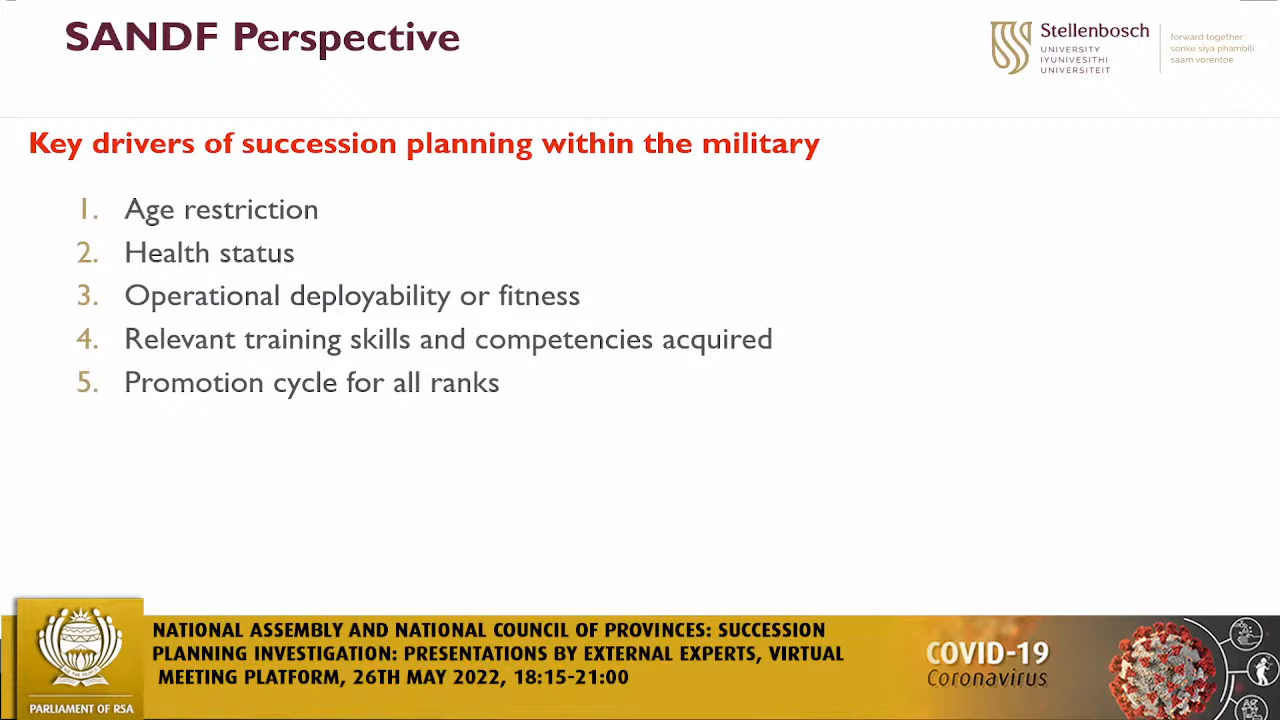 SANDF Perspective
Stellenbosch
UNIVERSITY
IYUNIVESITHI
UNIVERSITEIT
forward together
sonke siya phambili
saam vorentoe
Key drivers of succession planning within the military
1. Age restriction
2. Health status
3. Operational deployability or fitness
4. Relevant training skills and competencies acquired
5. Promotion cycle for all ranks
NATIONAL ASSEMBLY AND NATIONAL COUNCIL OF PROVINCES: SUCCESSION
PLANNING INVESTIGATION: PRESENTATIONS BY EXTERNAL EXPERTS, VIRTUAL
MEETING PLATFORM, 26TH MAY 2022, 18:15-21:00
PARLIAMENT OF RSA
COVID-19
Coronavirus